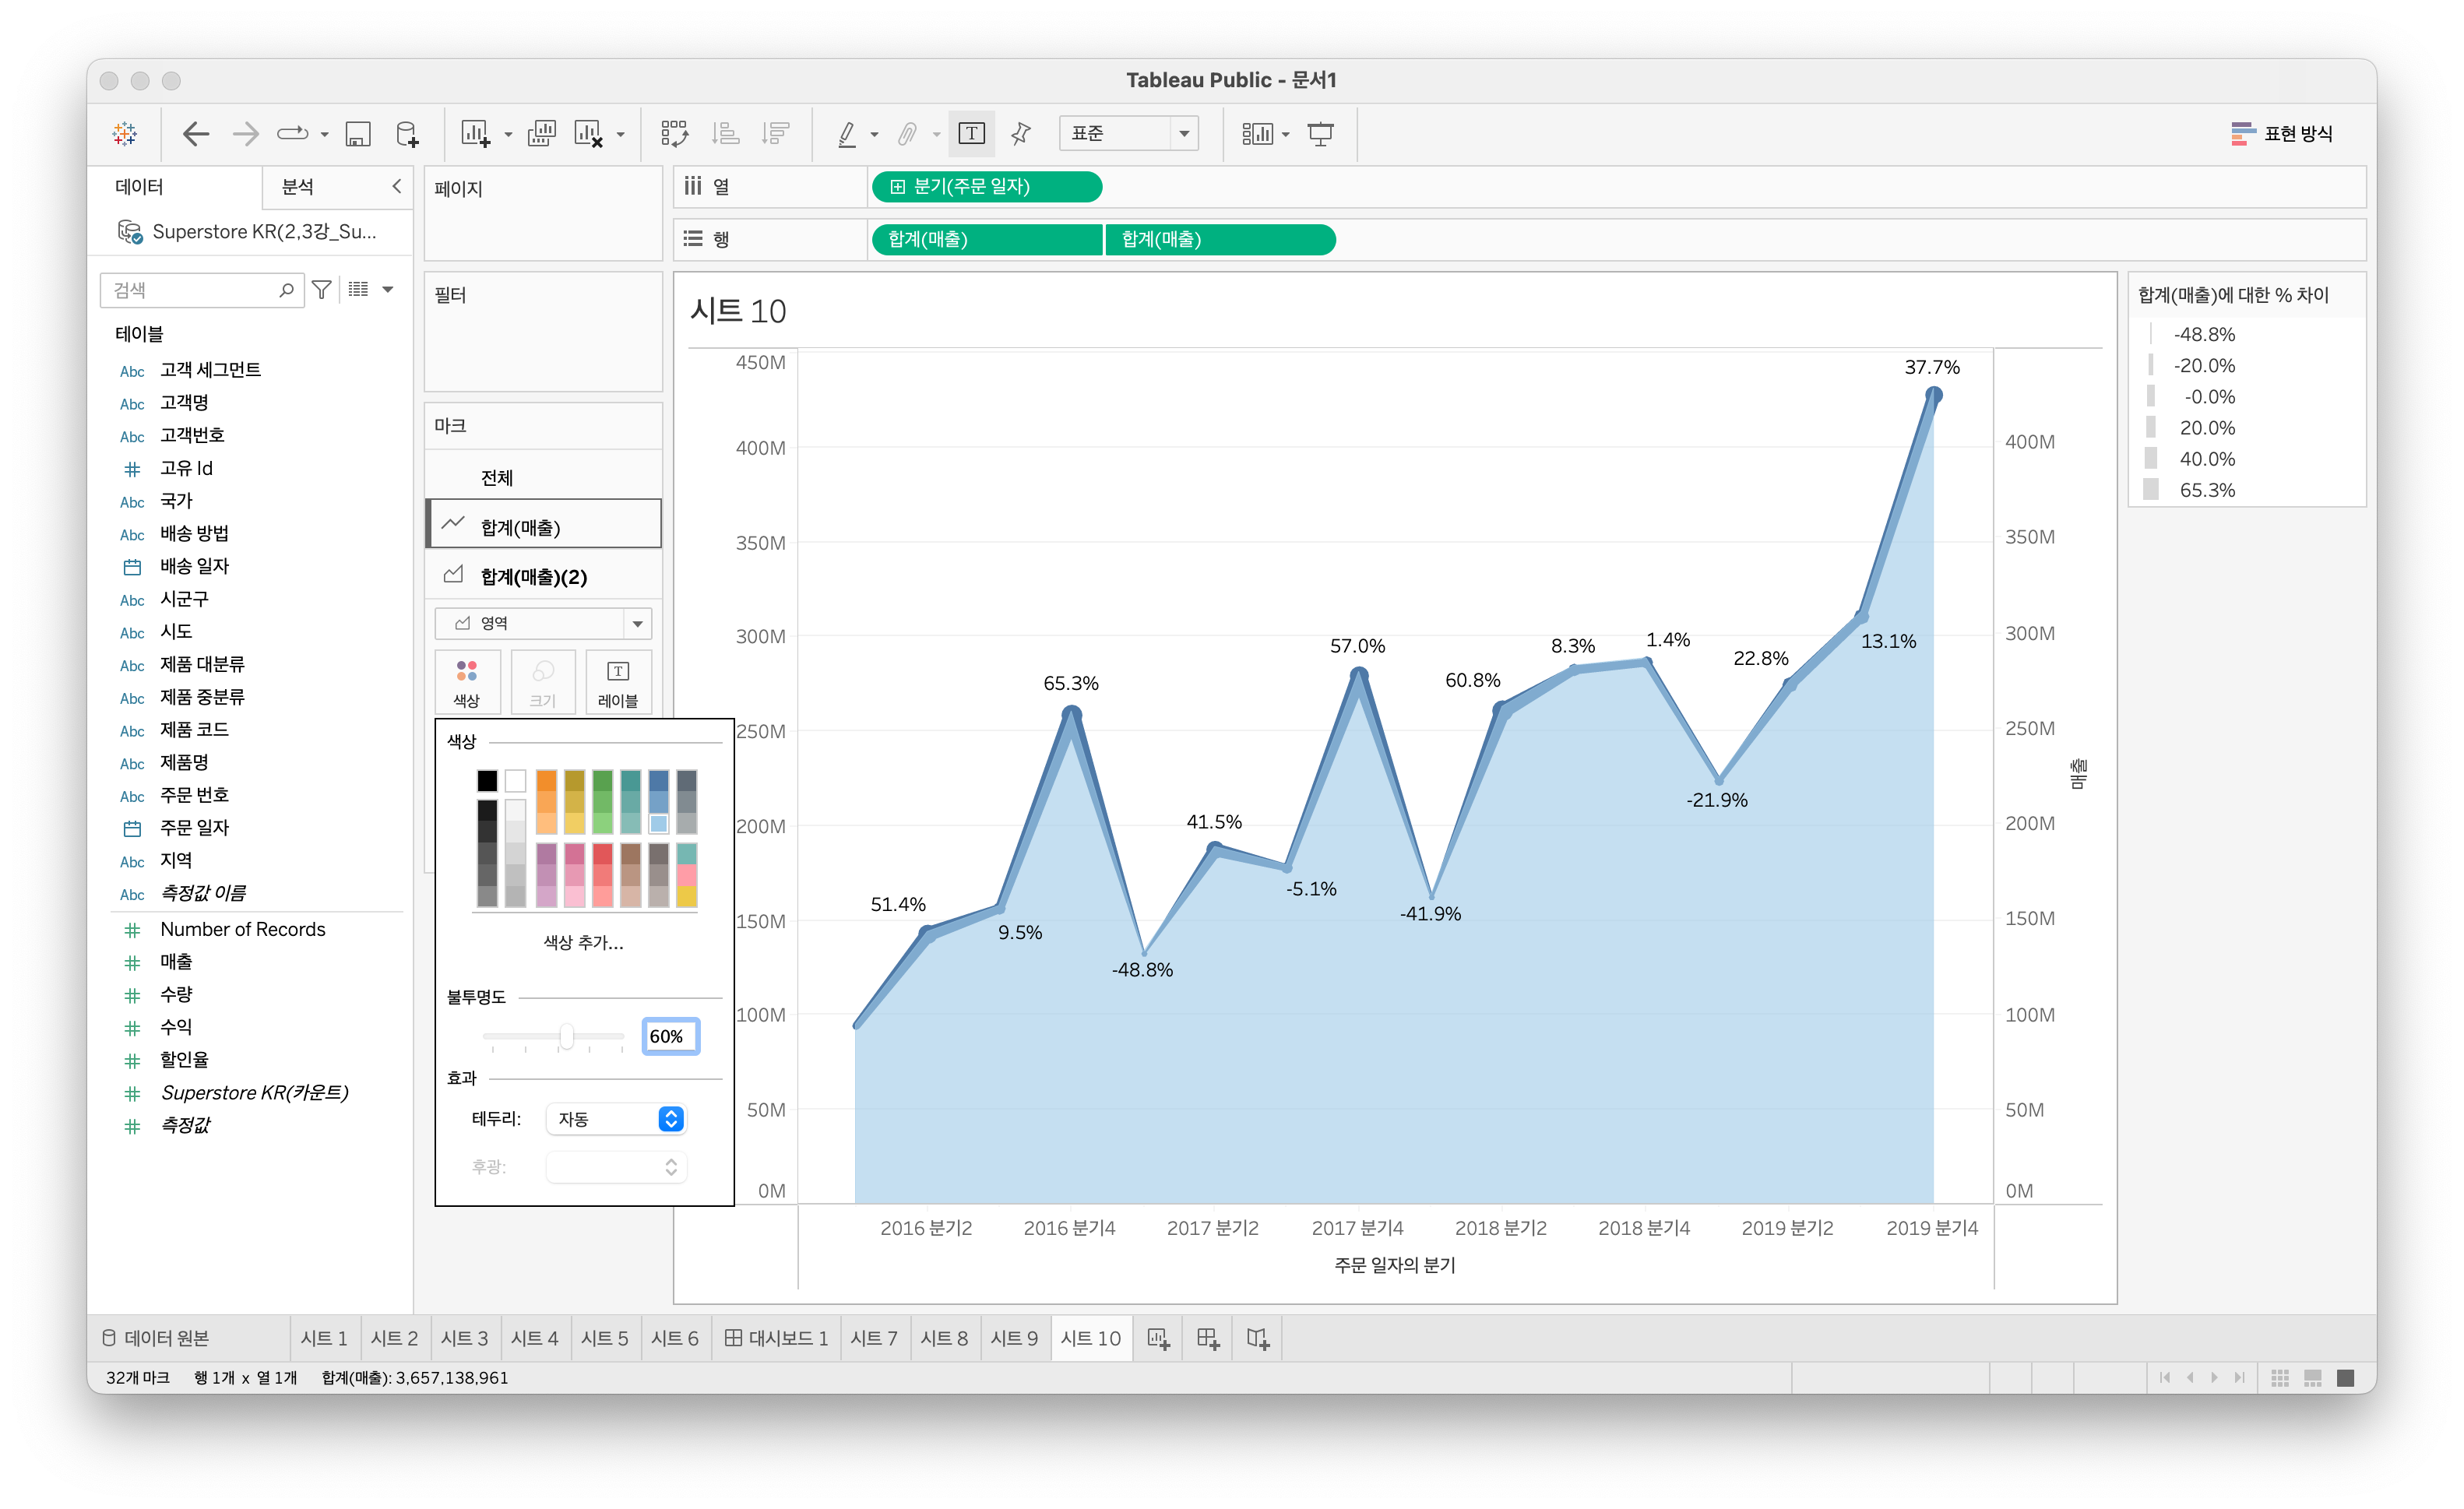 Tableau Public - 문서1
표준
표현 방식
데이터
분석
Superstore KR(2,3강_Su...
검색
테이블
Abc 고객 세그먼트
Abc 고객명
Abc 고객번호
고유 Id
Abc 국가
Abc 배송 방법
배송 일자
Abc 시군구
Abc 시도
Abc 제품 대분류
Abc 제품 중분류
Abc 제품 코드
Abc 제품명
Abc 주문 번호
주문 일자
Abc 지역
Abc 측정값 이름
Number of Records
매출
수량
수익
할인율
Superstore KR(카운트)
측정값
페이지
필터
마크
전체
합계(매출)
합계(매출)(2)
영역
색상
크기
레이블
색상
색상 추가...
불투명도
60%
효과
테두리: 자동
후광:
열
분기(주문 일자)
행
합계(매출) 합계(매출)
시트 10
450M
400M
350M
300M
250M
200M
150M
100M
50M
0M
51.4%
9.5%
65.3%
-48.8%
41.5%
-5.1%
57.0%
-41.9%
60.8%
8.3%
1.4%
-21.9%
22.8%
13.1%
37.7%
400M
350M
300M
250M
200M
150M
100M
50M
0M
매출
2016 분기2 2016 분기4 2017 분기2 2017 분기4 2018 분기2 2018 분기4 2019 분기2 2019 분기4
주문 일자의 분기
합계(매출)에 대한 % 차이
-48.8%
-20.0%
-0.0%
20.0%
40.0%
65.3%
데이터 원본 시트 1 시트 2 시트 3 시트 4 시트 5 시트 6 대시보드 1 시트 7 시트 8 시트 9 시트 10
32개 마크 행 1개 x 열 1개 합계(매출): 3,657,138,961